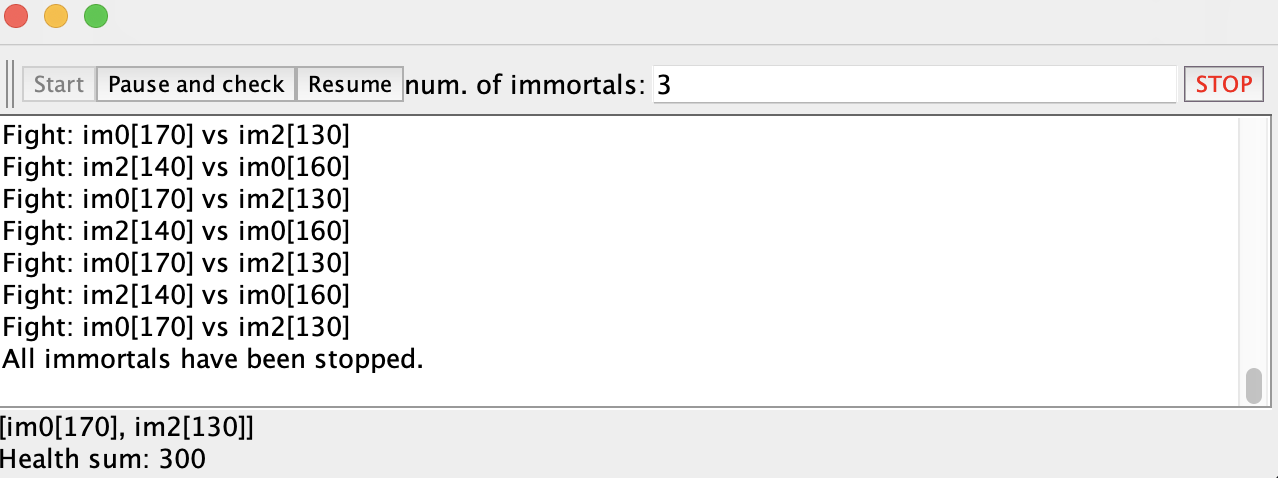 Start Pause and check Resume num. of immortals: 3 STOP
Fight: im0[170] vs im2[130]
Fight: im2[140] vs im0[160]
Fight: im0[170] vs im2[130]
Fight: im2[140] vs im0[160]
Fight: im0[170] vs im2[130]
Fight: im2[140] vs im0[160]
Fight: im0[170] vs im2[130]
All immortals have been stopped.
[im0[170], im2[130]]
Health sum: 300